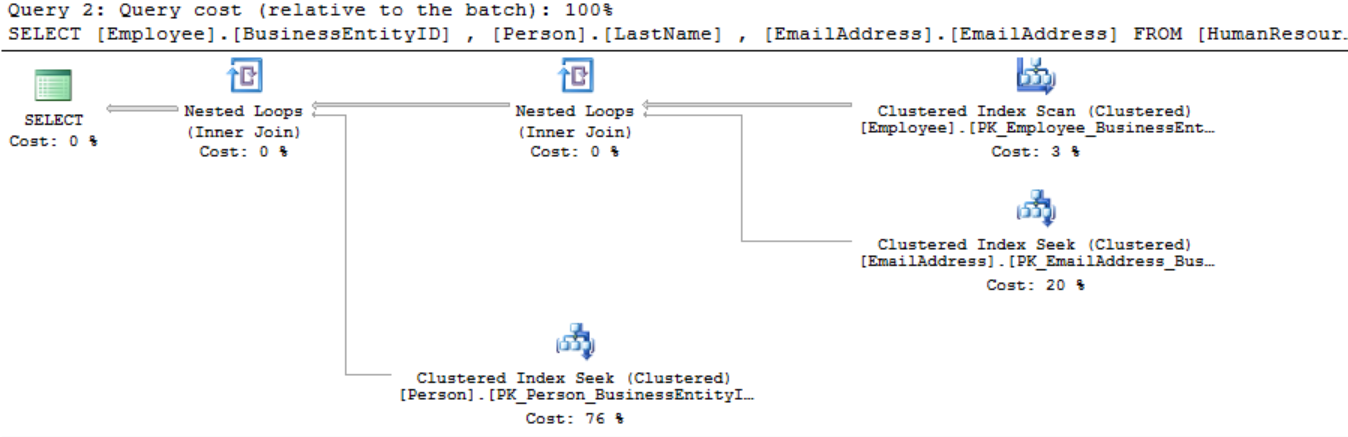 Query 2: Query cost (relative to the batch): 100%
SELECT [Employee].[BusinessEntityID] , [Person].[LastName] , [EmailAddress].[EmailAddress] FROM [HumanResour…
SELECT
Cost: 0 %
Nested Loops
(Inner Join)
Cost: 0 %
Nested Loops
(Inner Join)
Cost: 0 %
Clustered Index Scan (Clustered)
[Employee].[PK_Employee_BusinessEnt…
Cost: 3 %
Clustered Index Seek (Clustered)
[EmailAddress].[PK_EmailAddress_Bus…
Cost: 20 %
Clustered Index Seek (Clustered)
[Person].[PK_Person_BusinessEntityI…
Cost: 76 %